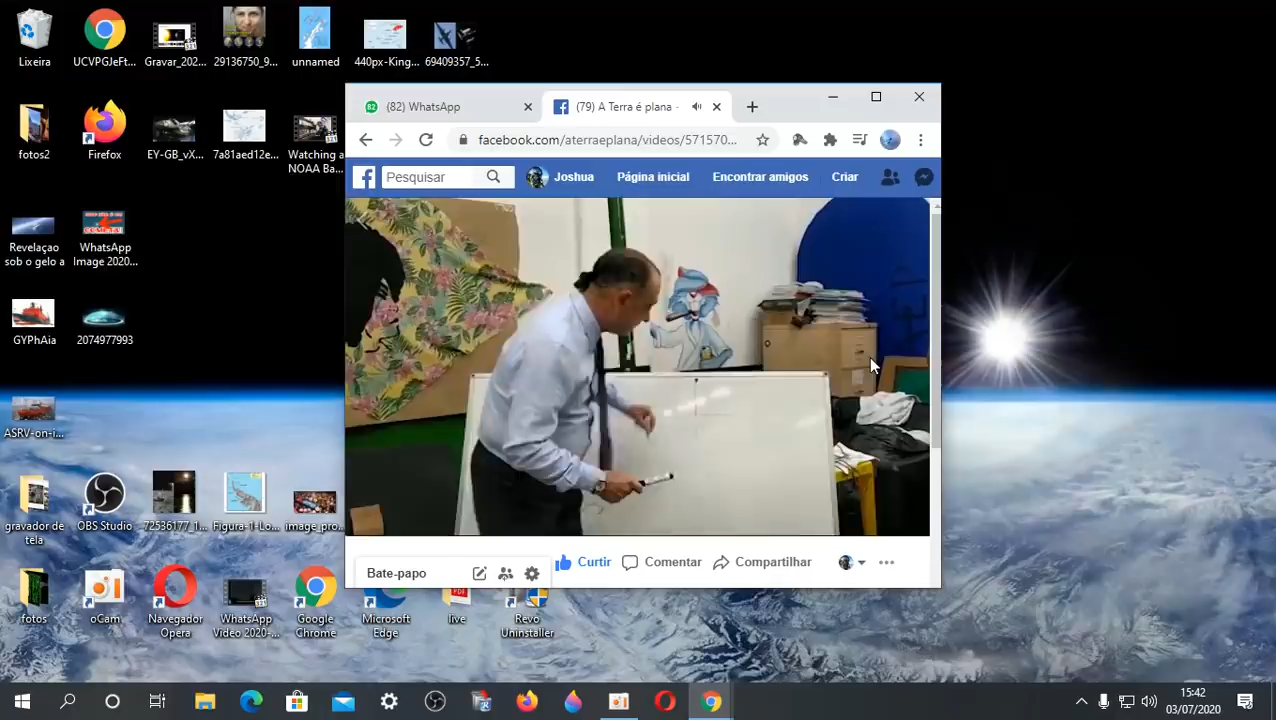 Lixeira
UCVPGJeFt...
Gravar_202...
29136750_9...
unnamed
440px-King...
69409357_5...
fotos2
Firefox
EY-GB_vX...
7a81aed12e...
Watching a
NOAA Ba...
Revelaçao
sob o gelo a
WhatsApp
Image 2020...
GYPhAia
2074977993
ASRV-on-i...
gravador de
tela
OBS Studio
72536177_1...
Figura-1-Lo...
image_pro...
fotos
oCam
Navegador
Opera
WhatsApp
Video 2020-...
Google
Chrome
Microsoft
Edge
PDF
live
Revo
Uninstaller
82 (82) WhatsApp
(79) A Terra é plana -
facebook.com/aterraeplana/videos/571570...
Pesquisar
Joshua
Página inicial
Encontrar amigos
Criar
Curtir
Comentar
Compartilhar
Bate-papo
15:42
03/07/2020